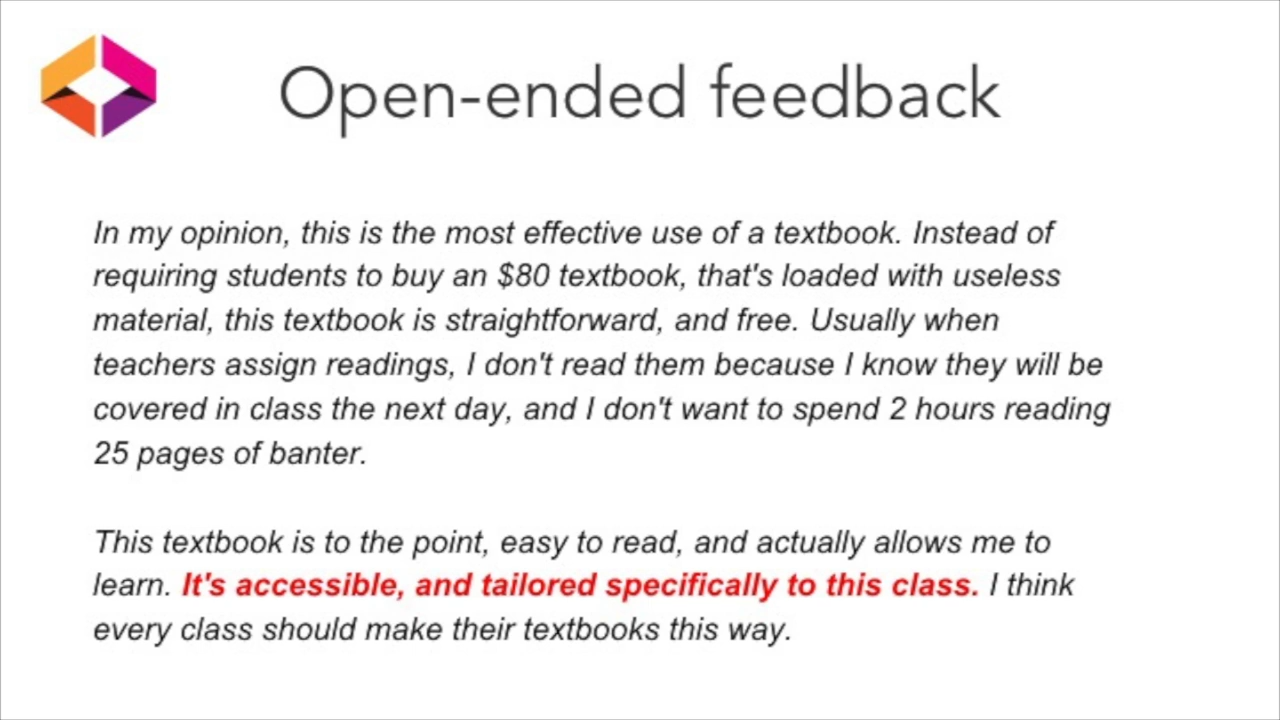 Open-ended feedback
In my opinion, this is the most effective use of a textbook. Instead of
requiring students to buy an $80 textbook, that's loaded with useless
material, this textbook is straightforward, and free. Usually when
teachers assign readings, I don't read them because I know they will be
covered in class the next day, and I don't want to spend 2 hours reading
25 pages of banter.
This textbook is to the point, easy to read, and actually allows me to
learn. It's accessible, and tailored specifically to this class. I think
every class should make their textbooks this way.